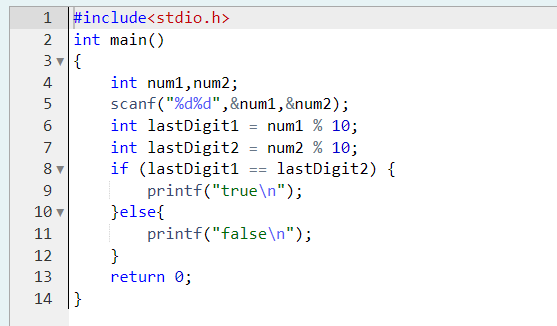 1 #include<stdio.h>
2 int main()
3 {
4     int num1,num2;
5     scanf("%d%d",&num1,&num2);
6     int lastDigit1 = num1 % 10;
7     int lastDigit2 = num2 % 10;
8     if (lastDigit1 == lastDigit2) {
9         printf("true\n");
10     }else{
11         printf("false\n");
12     }
13     return 0;
14 }